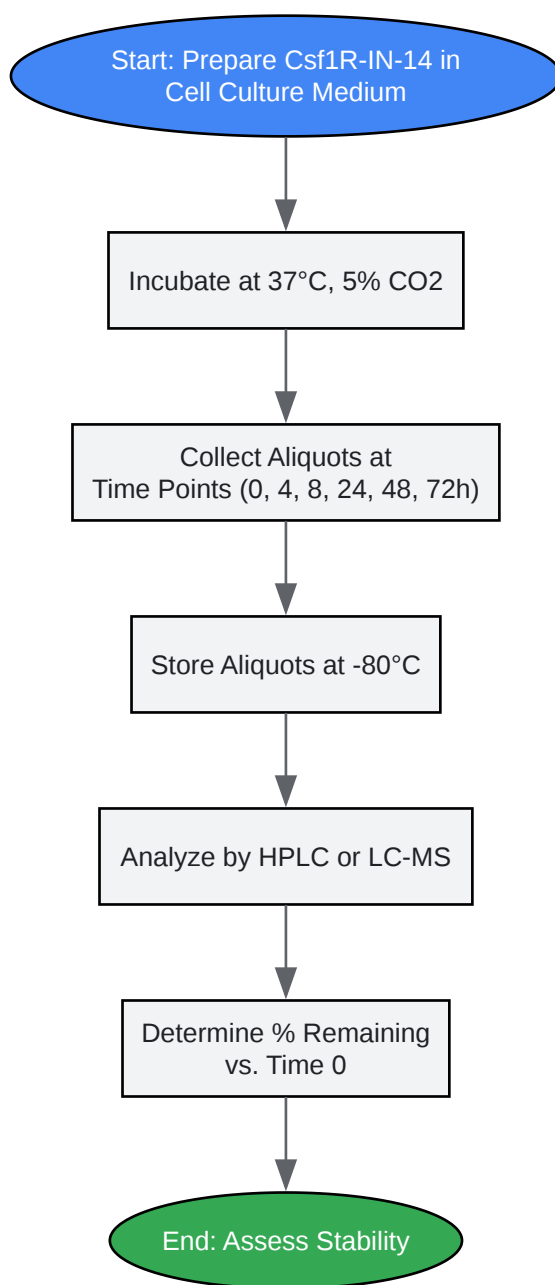 Start: Prepare Csf1R-IN-14 in
Cell Culture Medium
Incubate at 37°C, 5% CO2
Collect Aliquots at
Time Points (0, 4, 8, 24, 48, 72h)
Store Aliquots at -80°C
Analyze by HPLC or LC-MS
Determine % Remaining
vs. Time 0
End: Assess Stability